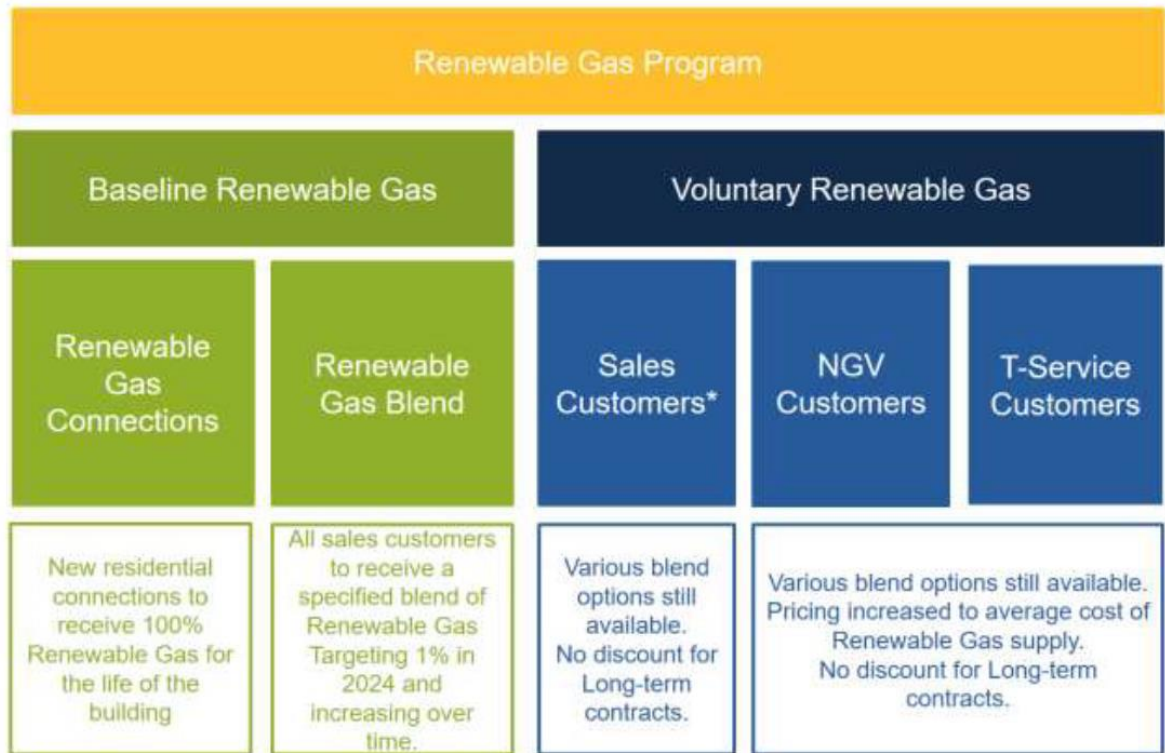 Renewable Gas Program
Baseline Renewable Gas
Voluntary Renewable Gas
Renewable
Gas
Connections
Renewable
Gas Blend
Sales
Customers*
NGV
Customers
T-Service
Customers
New residential
connections to
receive 100%
Renewable Gas for
the life of the
building
All sales customers
to receive a
specified blend of
Renewable Gas
Targeting 1% in
2024 and
increasing over
time.
Various blend
options still
available.
No discount for
Long-term
contracts.
Various blend options still available.
Pricing increased to average cost of
Renewable Gas supply.
No discount for Long-term
contracts.